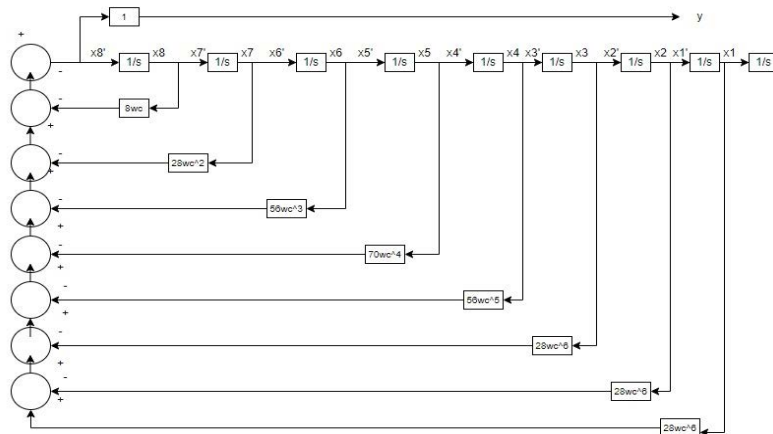 1
y
+
x8'
1/s
x8
x7'
1/s
x7
x6'
1/s
x6
x5'
1/s
x5
x4'
1/s
x4
x3'
1/s
x3
x2'
1/s
x2
x1'
1/s
x1
1/s
-
-
8wc
+
-
28wc^2
+
-
56wc^3
+
-
70wc^4
+
-
56wc^5
+
-
28wc^6
+
-
28wc^6
+
28wc^6